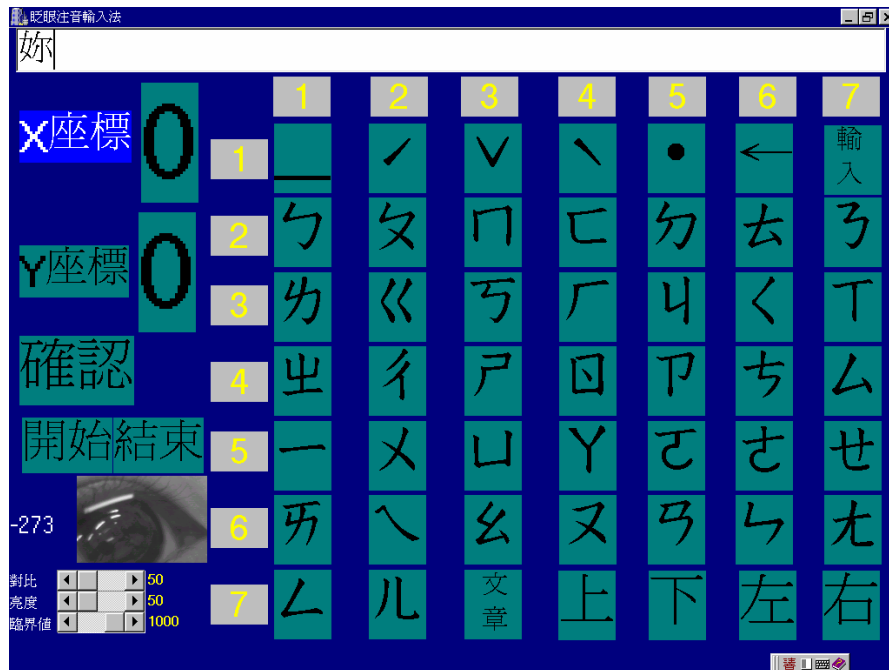 眨眼注音輸入法
妳
X座標 0
Y座標 0
確認
開始 結束
-273
對比 50
亮度 50
臨界值 1000
1 2 3 4 5 6 7
1 ˊ ˇ ˋ ˙ ← 輸入
2 ㄅ ㄆ ㄇ ㄈ ㄉ ㄊ ㄋ
3 ㄌ ㄍ ㄎ ㄏ ㄐ ㄑ ㄒ
4 ㄓ ㄔ ㄕ ㄖ ㄗ ㄘ ㄙ
5 ㄧ ㄨ ㄩ ㄚ ㄛ ㄜ ㄝ
6 ㄞ ㄟ ㄠ ㄡ ㄢ ㄣ ㄤ
7 ㄥ ㄦ 文章 上 下 左 右